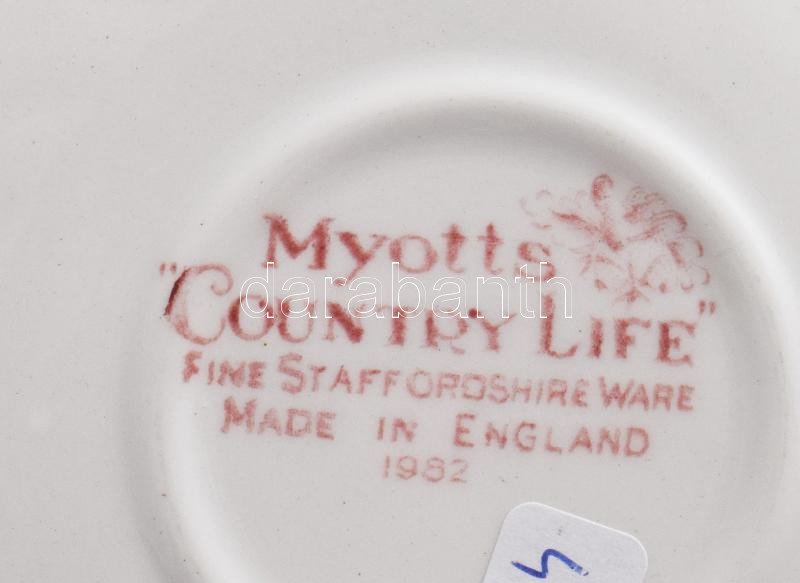 Myotts
"COUNTRY LIFE"
FINE STAFFORDSHIRE WARE
MADE IN ENGLAND
1982
darabanth